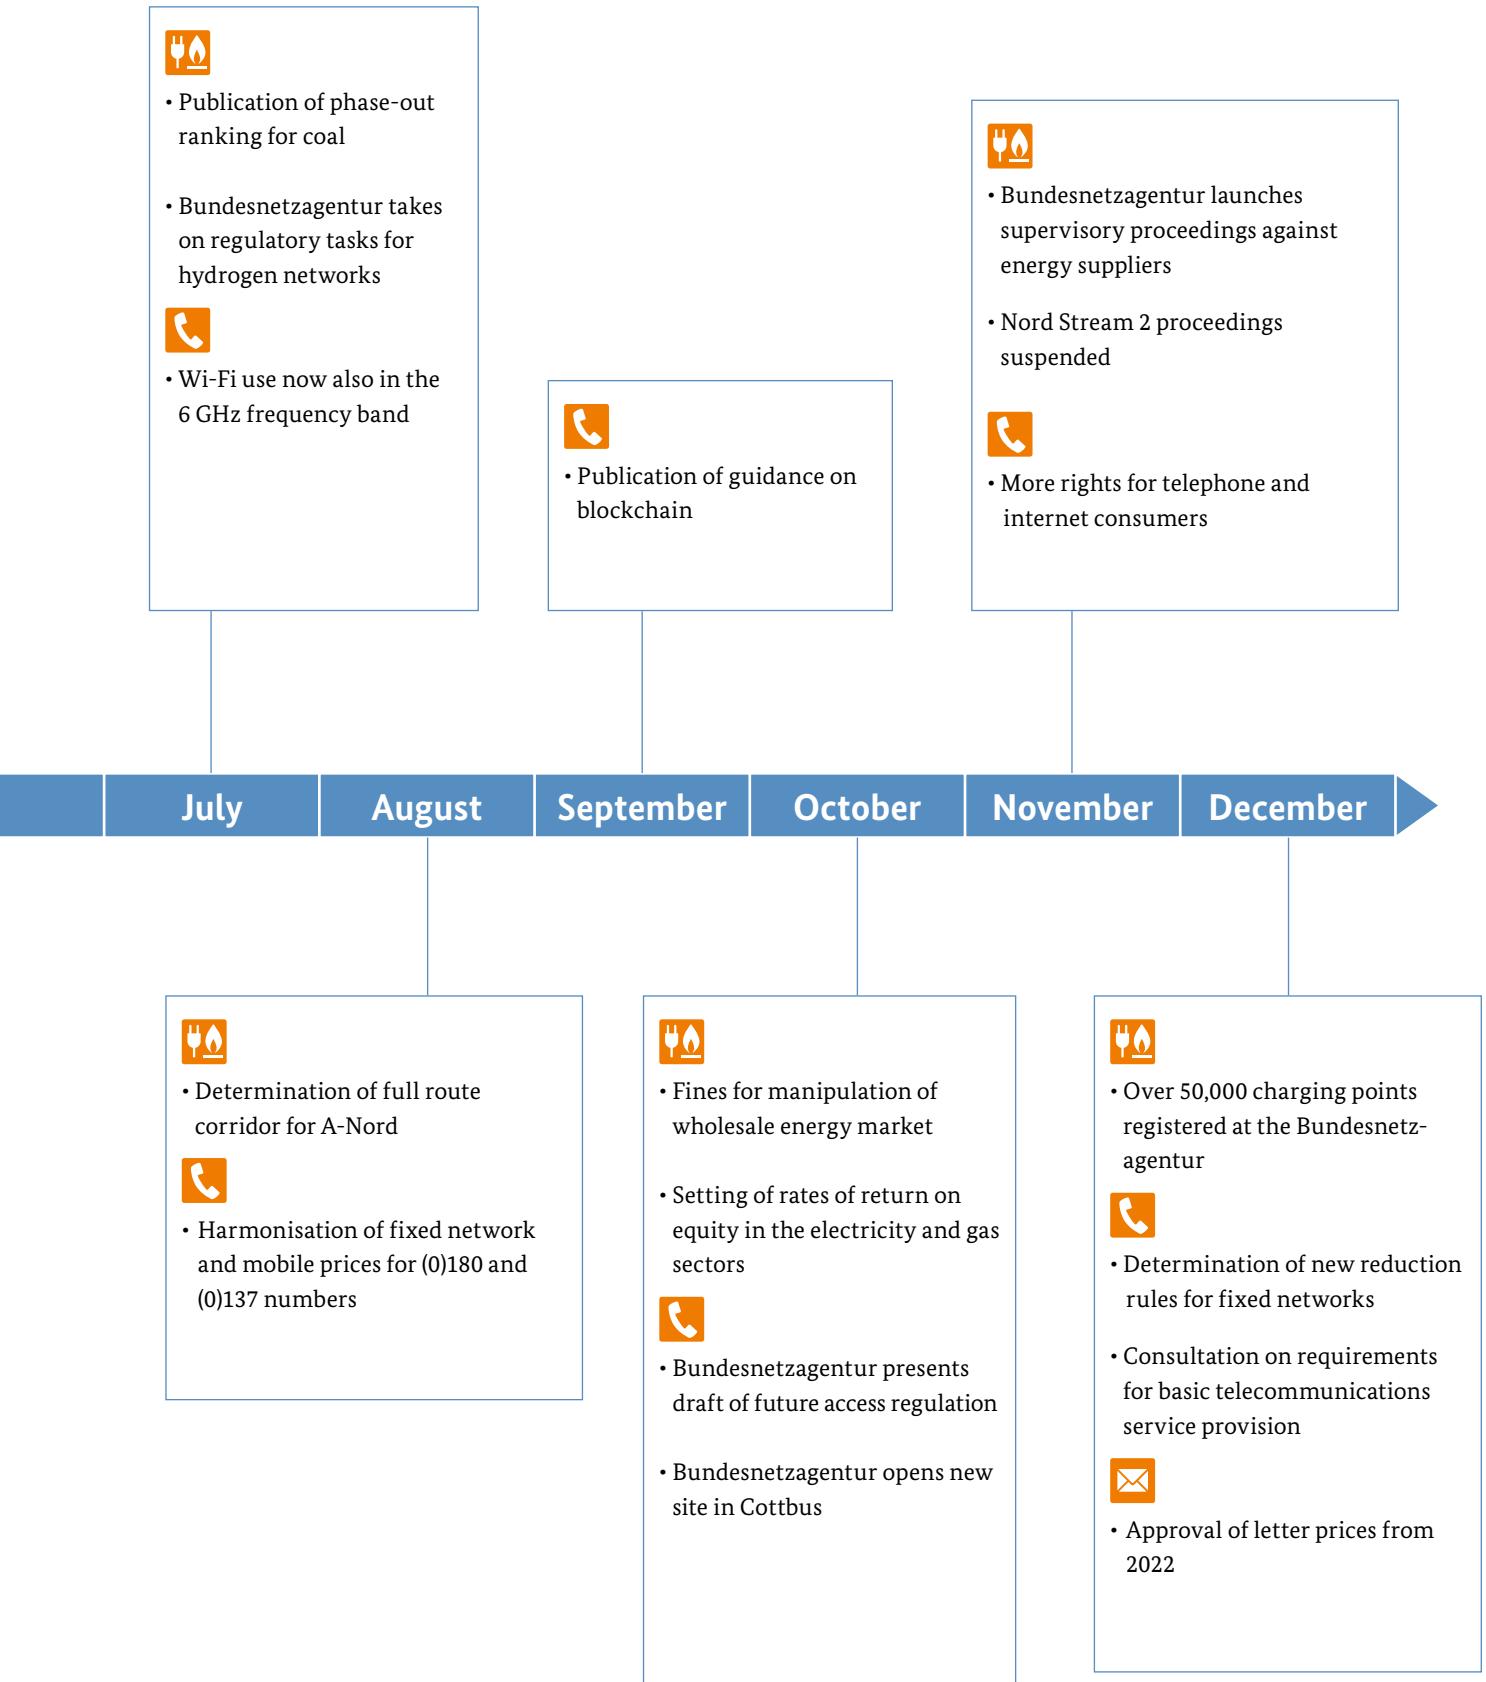 • Publication of phase-out
ranking for coal
• Bundesnetzagentur takes
on regulatory tasks for
hydrogen networks
• Wi-Fi use now also in the
6 GHz frequency band
• Publication of guidance on
blockchain
• Bundesnetzagentur launches
supervisory proceedings against
energy suppliers
• Nord Stream 2 proceedings
suspended
• More rights for telephone and
internet consumers
July
August
September
October
November
December
• Determination of full route
corridor for A-Nord
• Harmonisation of fixed network
and mobile prices for (0)180 and
(0)137 numbers
• Fines for manipulation of
wholesale energy market
• Setting of rates of return on
equity in the electricity and gas
sectors
• Bundesnetzagentur presents
draft of future access regulation
• Bundesnetzagentur opens new
site in Cottbus
• Over 50,000 charging points
registered at the Bundesnetz-
agentur
• Determination of new reduction
rules for fixed networks
• Consultation on requirements
for basic telecommunications
service provision
• Approval of letter prices from
2022